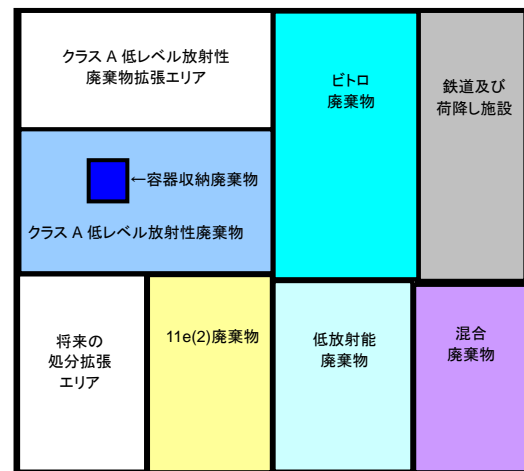 クラス A 低レベル放射性
廃棄物拡張エリア
ビトロ
廃棄物
鉄道及び
荷降し施設
←容器収納廃棄物
クラス A 低レベル放射性廃棄物
将来の
処分拡張
エリア
11e(2)廃棄物
低放射能
廃棄物
混合
廃棄物